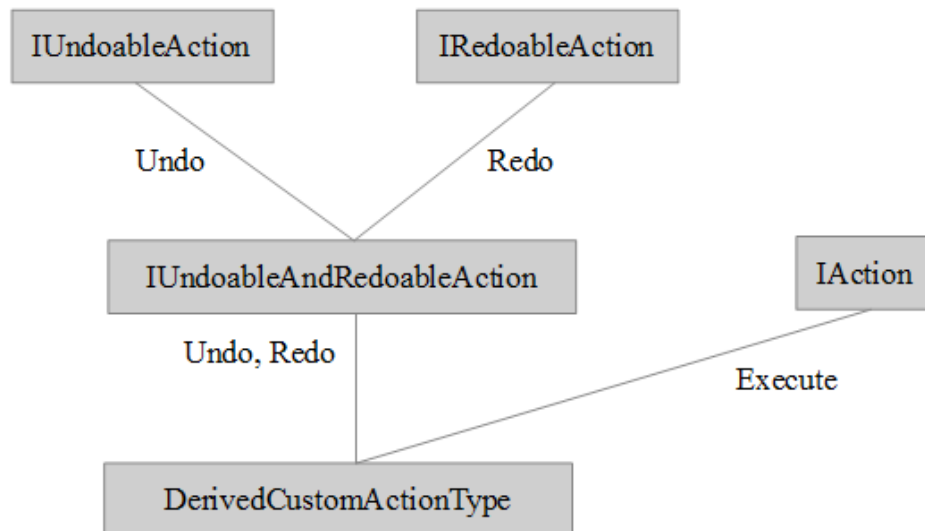 IUndoableAction
IRedoableAction
Undo
Redo
IUndoableAndRedoableAction
IAction
Undo, Redo
Execute
DerivedCustomActionType